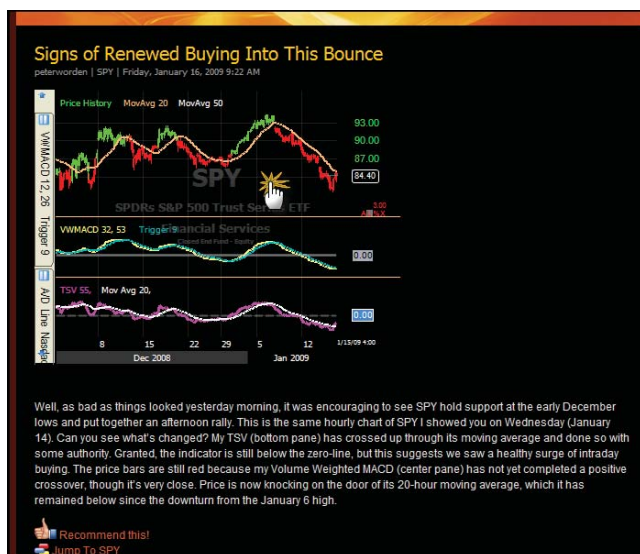 Signs of Renewed Buying Into This Bounce
peterworden | SPY | Friday, January 16, 2009 9:22 AM
Price History MovAvg 20 MovAvg 50
93.00
90.00
87.00
84.40
VWMACD 12, 26 Trigger 9
SPY
SPDRs S&P 500 Trust Series ETF
0.00
VWMACD 32, 53 Trigger 9
Financial Services
Closed End Fund - Equity
0.00
A/D Line Nasdaq
TSV 55, Mov Avg 20,
0.00
8 15 22 29 5 12 1/15/09 4:00
Dec 2008 Jan 2009
Well, as bad as things looked yesterday morning, it was encouraging to see SPY hold support at the early December
lows and put together an afternoon rally. This is the same hourly chart of SPY I showed you on Wednesday (January
14). Can you see what's changed? My TSV (bottom pane) has crossed up through its moving average and done so with
some authority. Granted, the indicator is still below the zero-line, but this suggests we saw a healthy surge of intraday
buying. The price bars are still red because my Volume Weighted MACD (center pane) has not yet completed a positive
crossover, though it's very close. Price is now knocking on the door of its 20-hour moving average, which it has
remained below since the downturn from the January 6 high.
Recommend this!
Jump To SPY